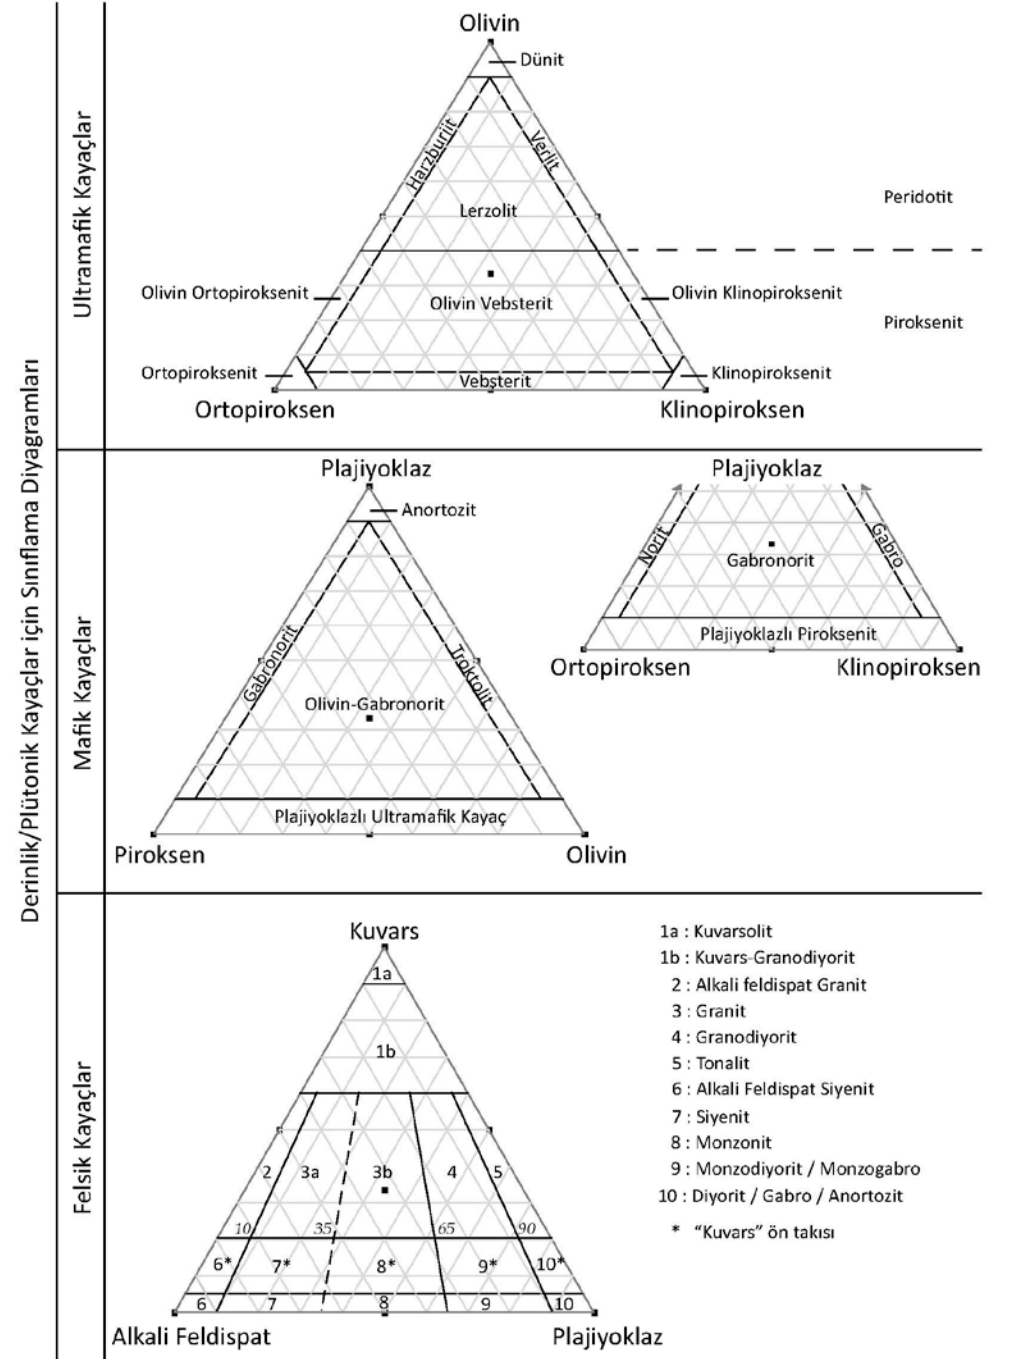 Derinlik/Plütonik Kayaçlar için Sınıflama Diyagramları
Ultramafik Kayaçlar
Olivin
Dünit
Harzburjit
Verlit
Lerzolit
Peridotit
Olivin Ortopiroksenit
Olivin Vebsterit
Olivin Klinopiroksenit
Piroksenit
Ortopiroksenit
Vebsterit
Klinopiroksenit
Ortopiroksen
Klinopiroksen
Mafik Kayaçlar
Plajiyoklaz
Anortozit
Gabronorit
Troktolit
Olivin-Gabronorit
Plajiyoklazlı Ultramafik Kayaç
Piroksen
Olivin
Plajiyoklaz
Norit
Gabro
Gabronorit
Plajiyoklazlı Piroksenit
Ortopiroksen
Klinopiroksen
Felsik Kayaçlar
Kuvars
1a
1b
2 3a 3b 4 5
10 35 65 90
6* 7* 8* 9* 10*
6 7 8 9 10
Alkali Feldispat
Plajiyoklaz
1a : Kuvarsolit
1b : Kuvars-Granodiyorit
2 : Alkali feldispat Granit
3 : Granit
4 : Granodiyorit
5 : Tonalit
6 : Alkali Feldispat Siyenit
7 : Siyenit
8 : Monzonit
9 : Monzodiyorit / Monzogabro
10 : Diyorit / Gabro / Anortozit
* "Kuvars" ön takısı